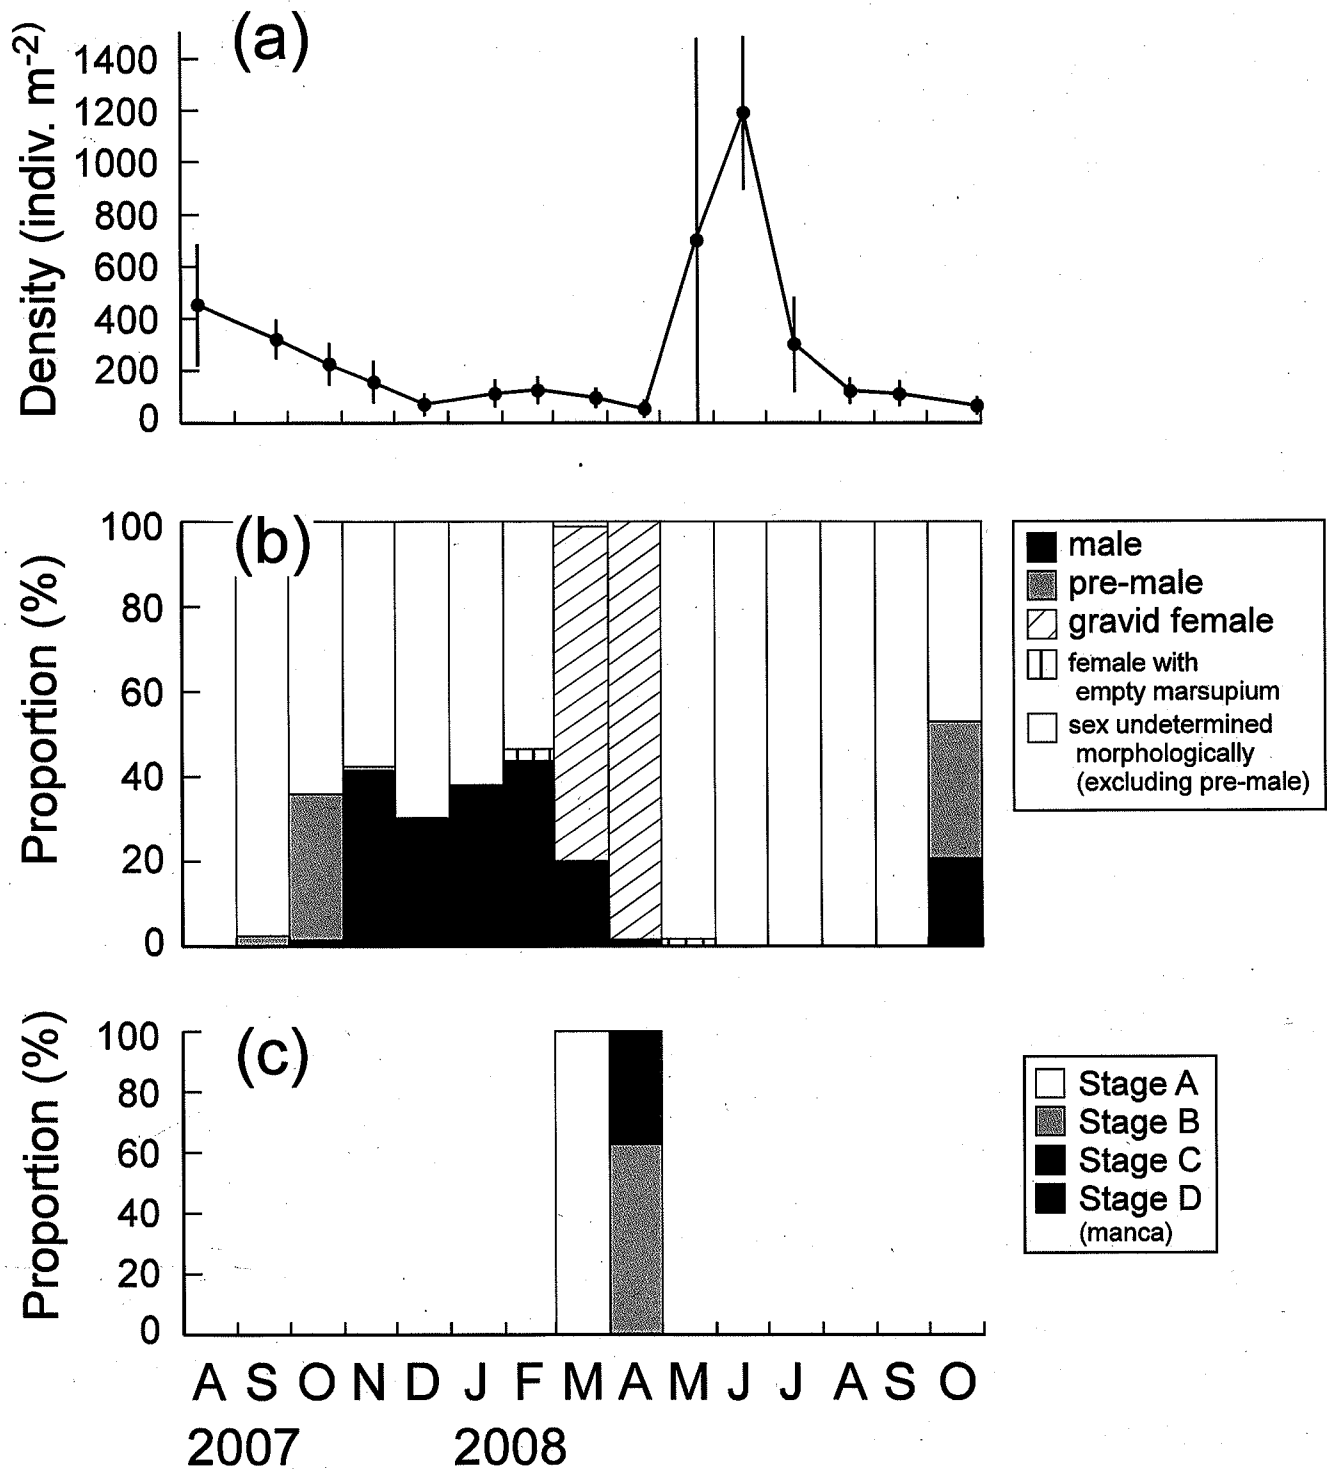 (a)
Density (indiv. m-2)
1400
1200
1000
800
600
400
200
0
(b)
Proportion (%)
100
80
60
40
20
0
male
pre-male
gravid female
female with
empty marsupium
sex undetermined
morphologically
(excluding pre-male)
(c)
Proportion (%)
100
80
60
40
20
0
Stage A
Stage B
Stage C
Stage D
(manca)
A S O N D J F M A M J J A S O
2007 2008